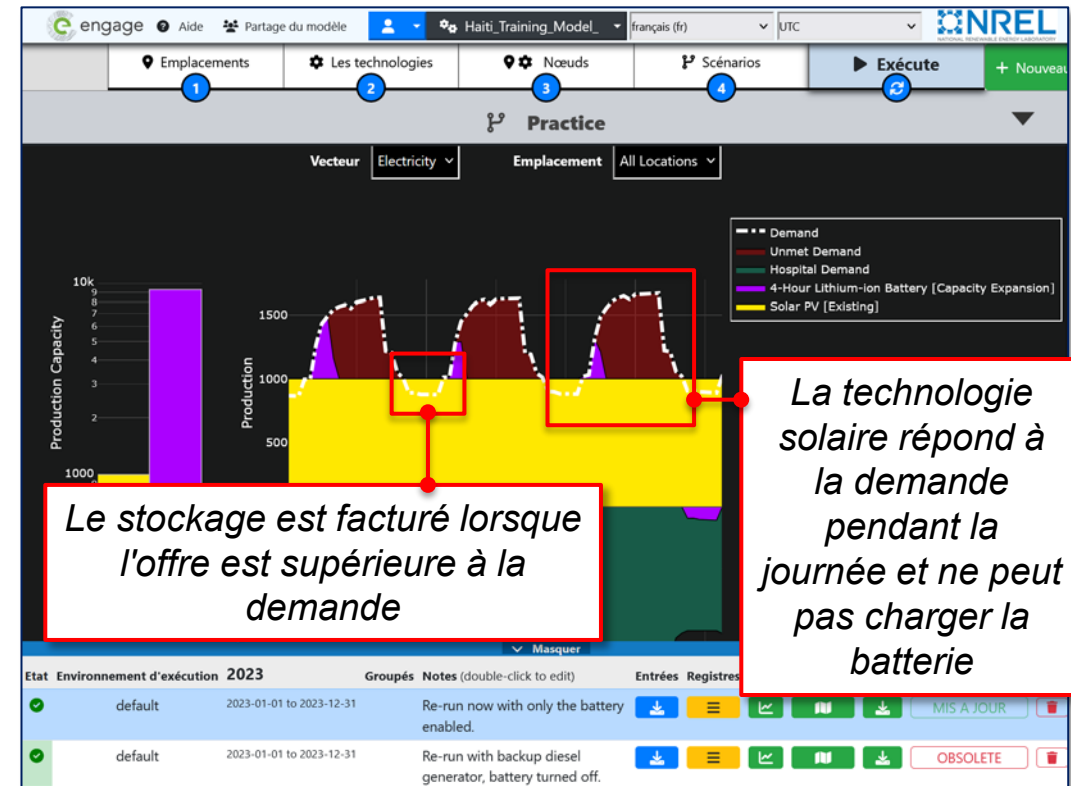 engage Aide Partage du modèle Haiti_Training_Model_ français (fr) UTC NREL
NATIONAL RENEWABLE ENERGY LABORATORY
Emplacements Les technologies Nœuds Scénarios Exécute + Nouveau
1 2 3 4
Practice
Vecteur Electricity Emplacement All Locations
Demand
Unmet Demand
Hospital Demand
4-Hour Lithium-ion Battery [Capacity Expansion]
Solar PV [Existing]
Production Capacity
10k
9
8
7
6
5
4
3
2
1000
Production
1500
1000
500
Le stockage est facturé lorsque
l'offre est supérieure à la
demande
La technologie
solaire répond à
la demande
pendant la
journée et ne peut
pas charger la
batterie
Masquer
Etat Environnement d'exécution 2023 Groupés Notes (double-click to edit) Entrées Registres
default 2023-01-01 to 2023-12-31 Re-run now with only the battery
enabled.
MIS À JOUR
default 2023-01-01 to 2023-12-31 Re-run with backup diesel
generator, battery turned off.
OBSOLETE